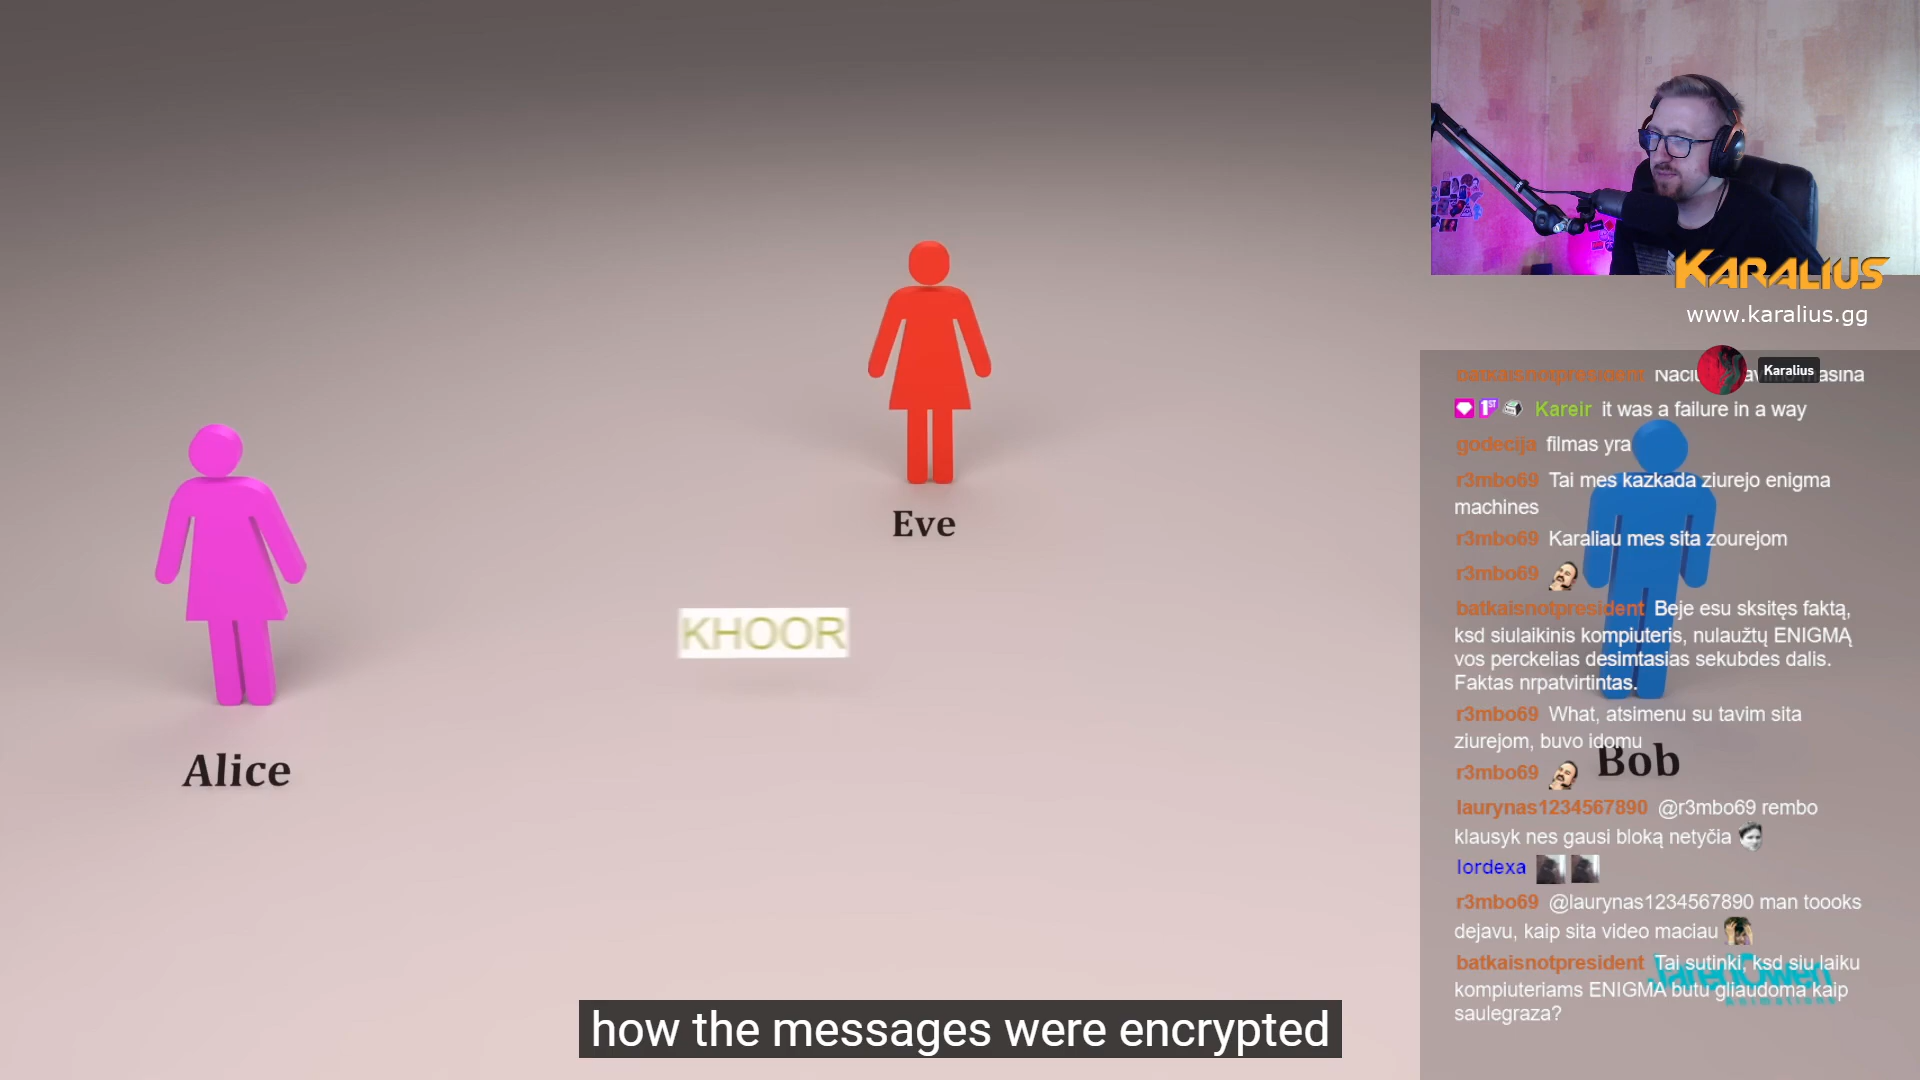 Eve
KHOOR
Alice
Bob
how the messages were encrypted
KARALIUS
www.karalius.gg
Karalius
batkaisnotpresident
Kareir it was a failure in a way
godecija filmas yra
r3mbo69 Tai mes kazkada ziurejo enigma
machines
r3mbo69 Karaliau mes sita zourejom
r3mbo69
batkaisnotpresident Beje esu sksitęs faktą,
ksd siulaikinis kompiuteris, nulaužtų ENIGMĄ
vos perckelias desimtasias sekubdes dalis.
Faktas nrpatvirtintas.
r3mbo69 What, atsimenu su tavim sita
ziurejom, buvo idomu
r3mbo69
laurynas1234567890 @r3mbo69 rembo
klausyk nes gausi bloką netyčia
lordexa
r3mbo69 @laurynas1234567890 man toooks
dejavu, kaip sita video maciau
batkaisnotpresident Tai sutinki, ksd siu laiku
kompiuteriams ENIGMA butu gliaudoma kaip
saulegraza?
Jared Owen